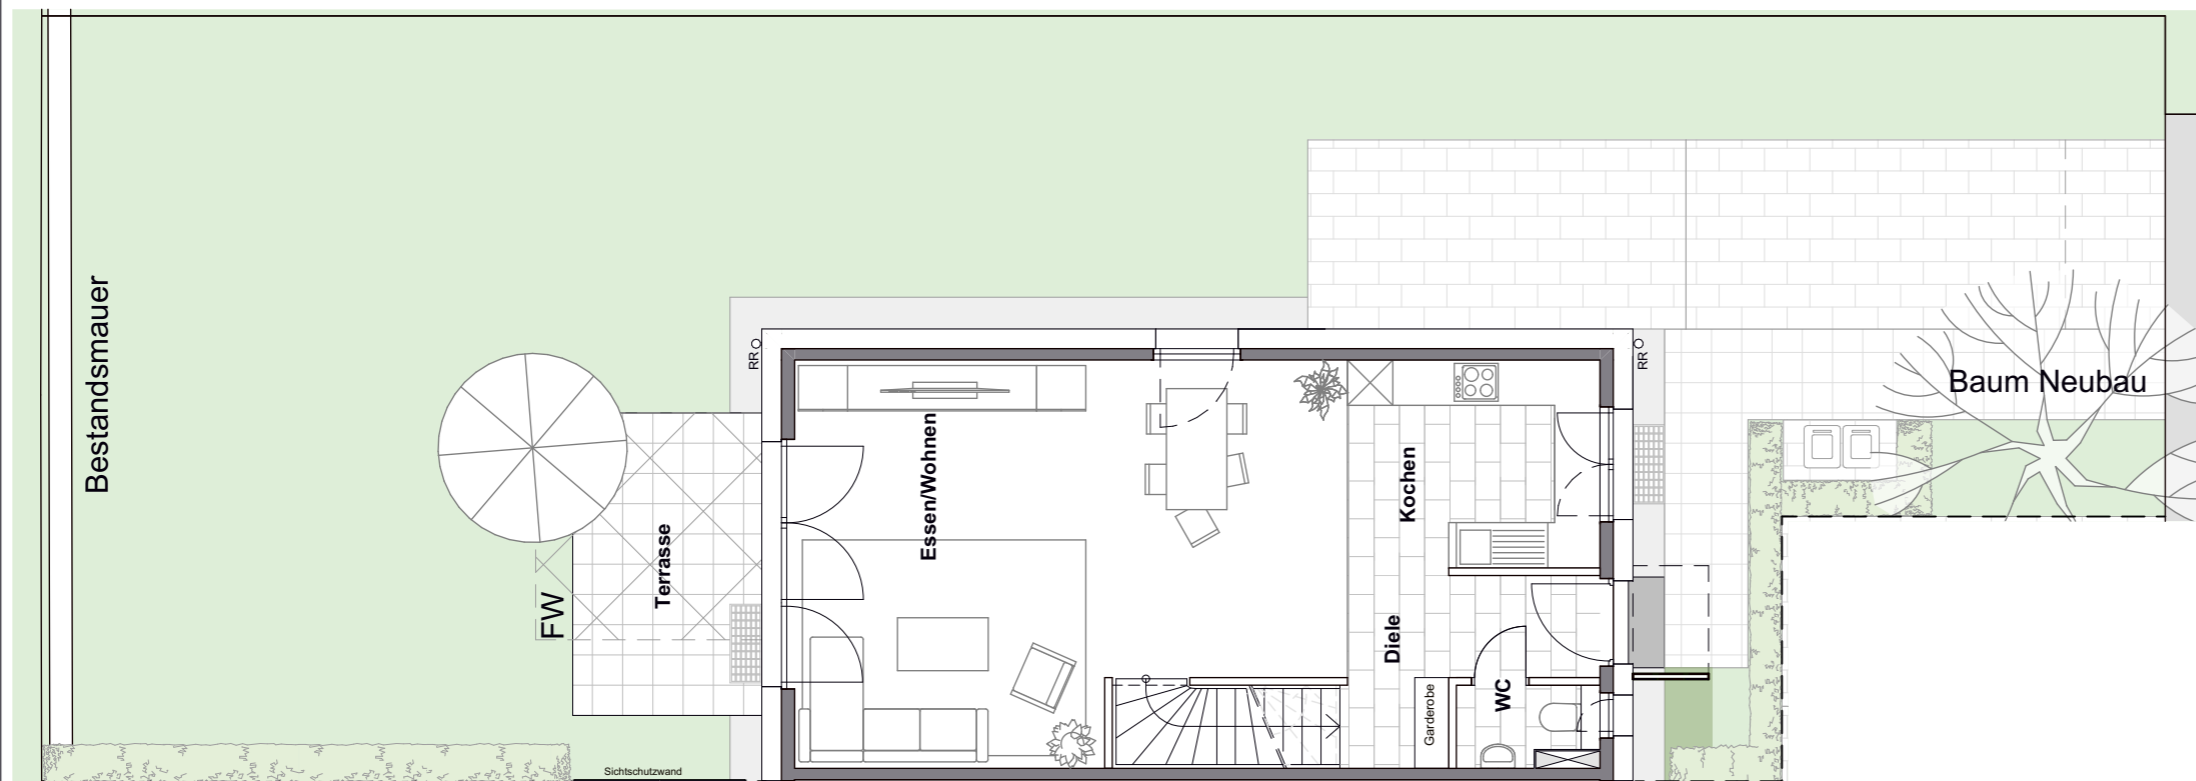 Bestandsmauer
RR
RR
Baum Neubau
Essen/Wohnen
Kochen
Terrasse
FW
Diele
WC
Garderobe
Sichtschutzwand